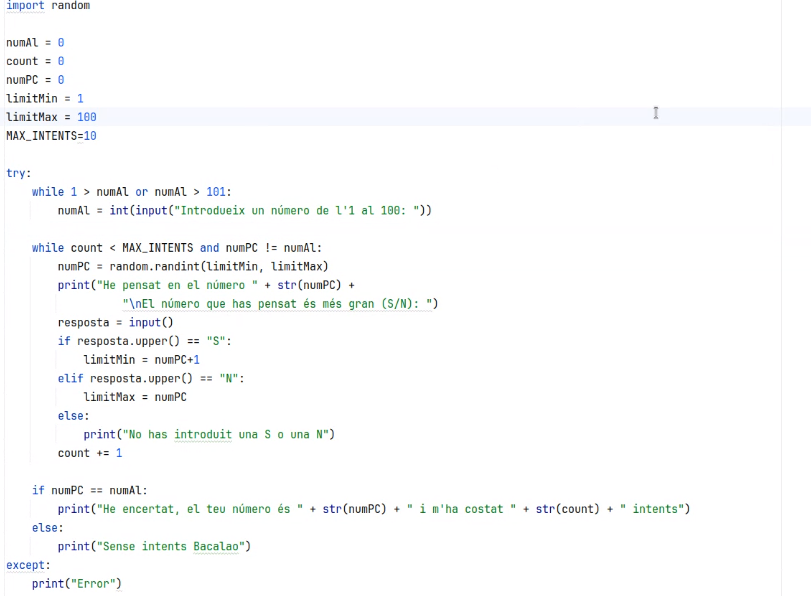 import random

numAl = 0
count = 0
numPC = 0
limitMin = 1
limitMax = 100
MAX_INTENTS=10

try:
    while 1 > numAl or numAl > 101:
        numAl = int(input("Introdueix un número de l'1 al 100: "))

    while count < MAX_INTENTS and numPC != numAl:
        numPC = random.randint(limitMin, limitMax)
        print("He pensat en el número " + str(numPC) +
                  "\nEl número que has pensat és més gran (S/N): ")
        resposta = input()
        if resposta.upper() == "S":
            limitMin = numPC+1
        elif resposta.upper() == "N":
            limitMax = numPC
        else:
            print("No has introduit una S o una N")
        count += 1

    if numPC == numAl:
        print("He encertat, el teu número és " + str(numPC) + " i m'ha costat " + str(count) + " intents")
    else:
        print("Sense intents Bacalao")
except:
    print("Error")